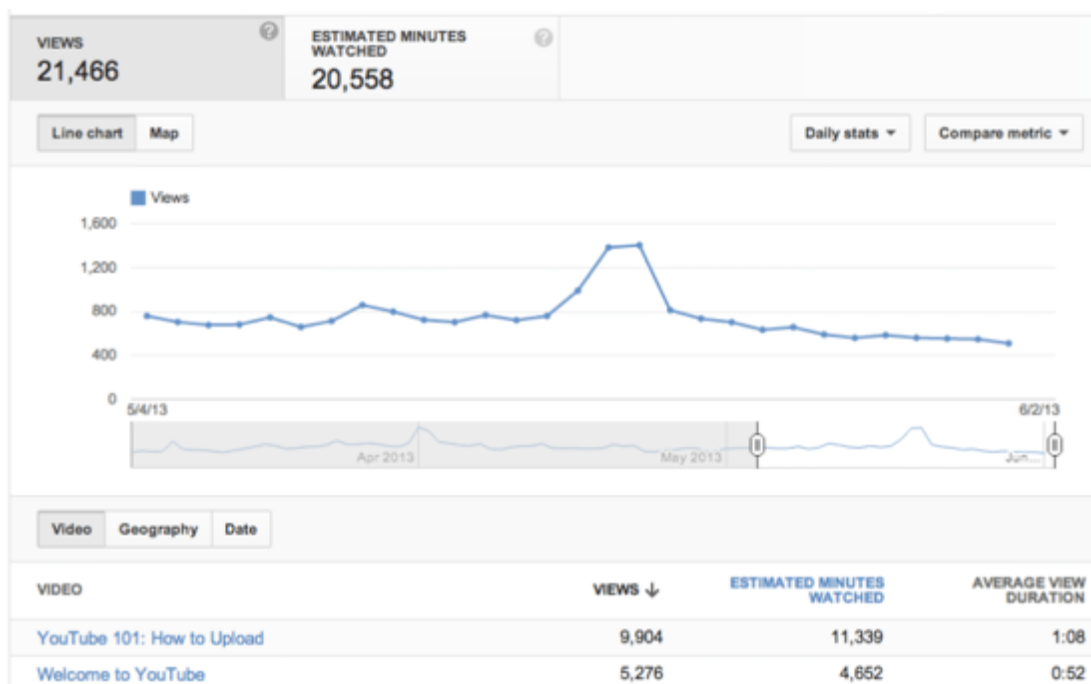 VIEWS
21,466
ESTIMATED MINUTES
WATCHED
20,558
Line chart Map Daily stats Compare metric
Views
1,600
1,200
800
400
0
5/4/13 6/2/13
Apr 2013 May 2013 Jun...
Video Geography Date
VIDEO VIEWS ↓ ESTIMATED MINUTES WATCHED AVERAGE VIEW DURATION
YouTube 101: How to Upload 9,904 11,339 1:08
Welcome to YouTube 5,276 4,652 0:52